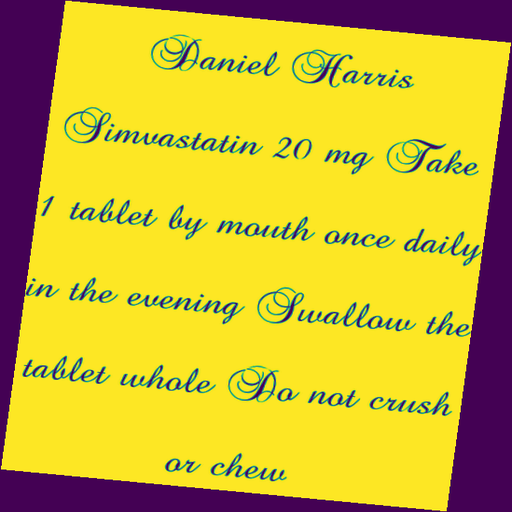 Daniel Harris
Simvastatin 20 mg Take
1 tablet by mouth once daily
in the evening Swallow the
tablet whole Do not crush
or chew